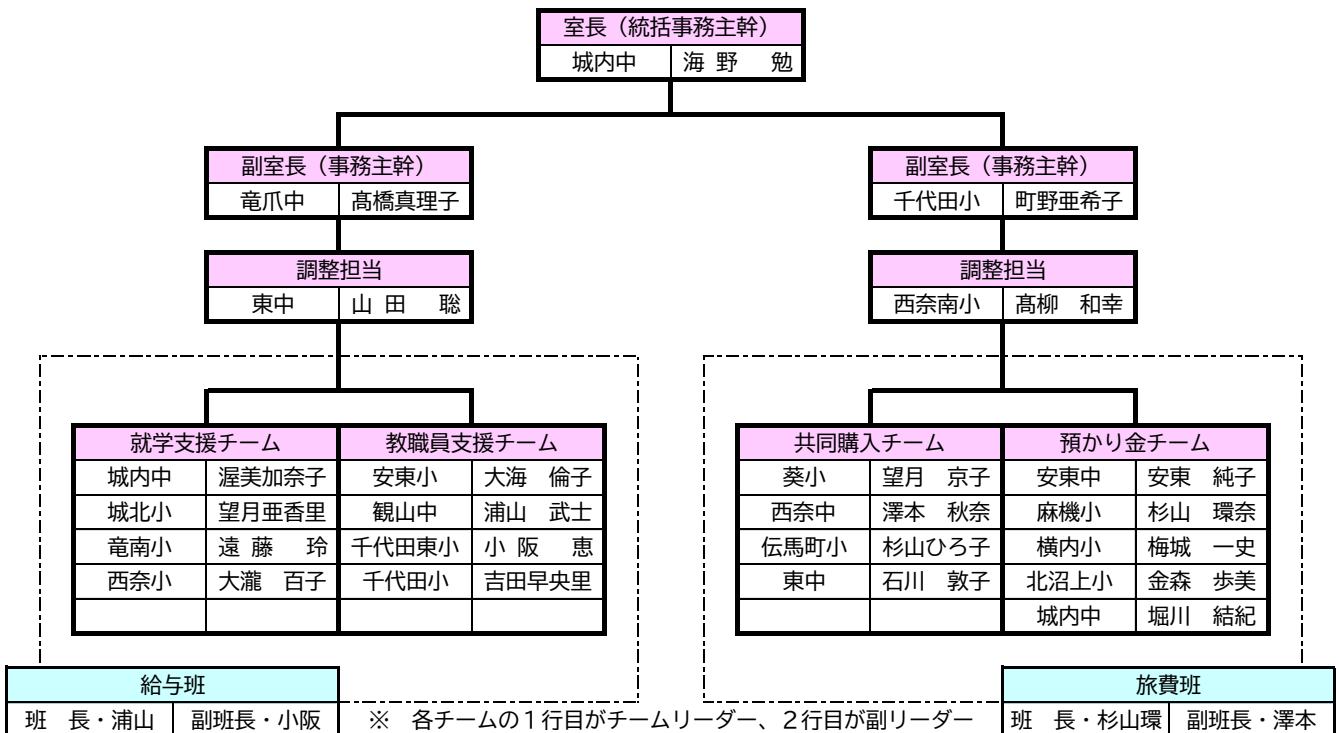 室長（統括事務主幹）
城内中　海 野　勉
副室長（事務主幹）　副室長（事務主幹）
竜爪中　髙橋真理子　千代田小　町野亜希子
調整担当　調整担当
東中　山 田　聡　西奈南小　髙柳　和幸
就学支援チーム　教職員支援チーム　共同購入チーム　預かり金チーム
城内中　渥美加奈子　安東小　大海　倫子　葵小　望月　京子　安東中　安東　純子
城北小　望月亜香里　観山中　浦山　武士　西奈中　澤本　秋奈　麻機小　杉山　環奈
竜南小　遠 藤　玲　千代田東小　小 阪　恵　伝馬町小　杉山ひろ子　横内小　梅城　一史
西奈小　大瀧　百子　千代田小　吉田早央里　東中　石川　敦子　北沼上小　金森　歩美
城内中　堀川　結紀
給与班　旅費班
班　長・浦山　副班長・小阪　※　各チームの１行目がチームリーダー、２行目が副リーダー　班　長・杉山環　副班長・澤本